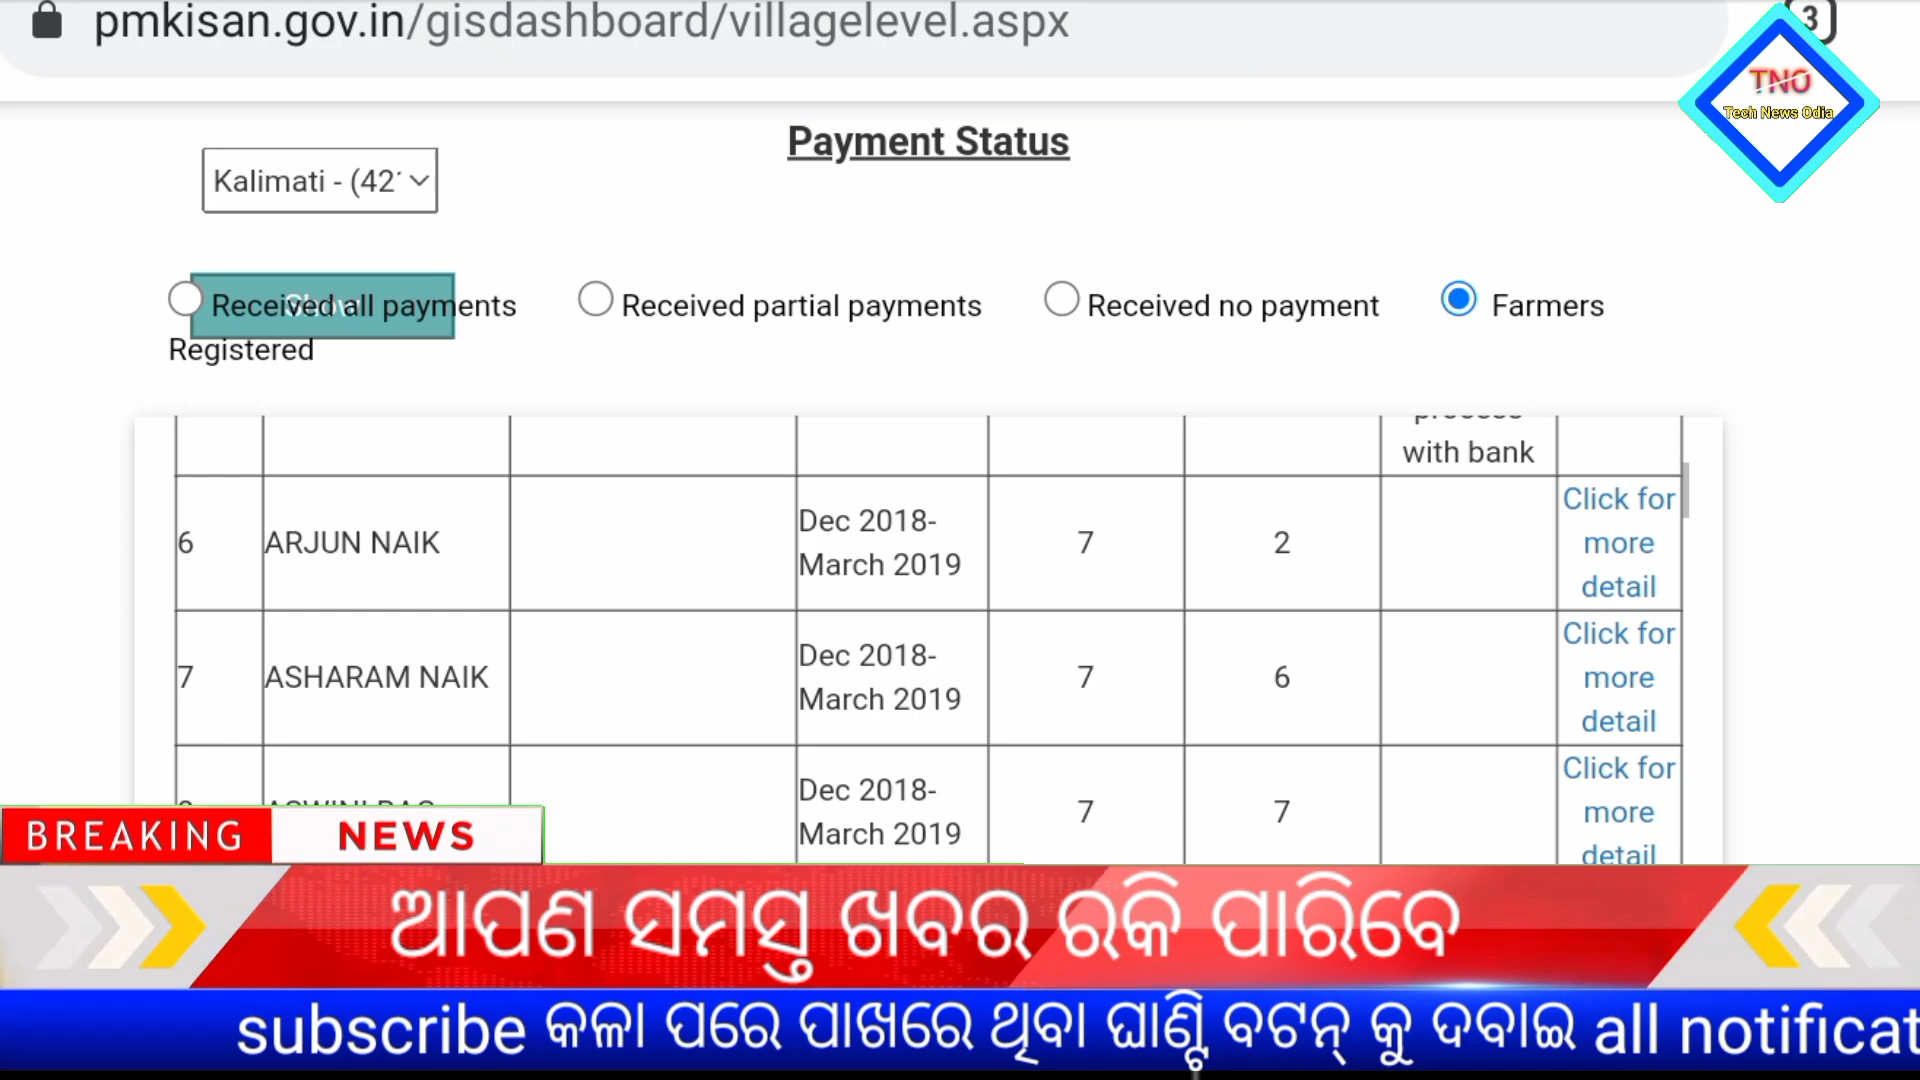 pmkisan.gov.in/gisdashboard/villagelevel.aspx
3
TNO
Tech News Odia
Payment Status
Kalimati - (42
Received all payments
Received partial payments
Received no payment
Farmers
Registered
with bank
6 ARJUN NAIK Dec 2018- March 2019 7 2 Click for more detail
7 ASHARAM NAIK Dec 2018- March 2019 7 6 Click for more detail
Dec 2018- March 2019 7 7 Click for more detail
BREAKING NEWS
ଆପଣ ସମସ୍ତ ଖବର ରକି ପାରିବେ
subscribe କଳା ପରେ ପାଖରେ ଥିବା ଘାଣ୍ଟି ବଟନ୍ କୁ ଦବାଇ all notificat